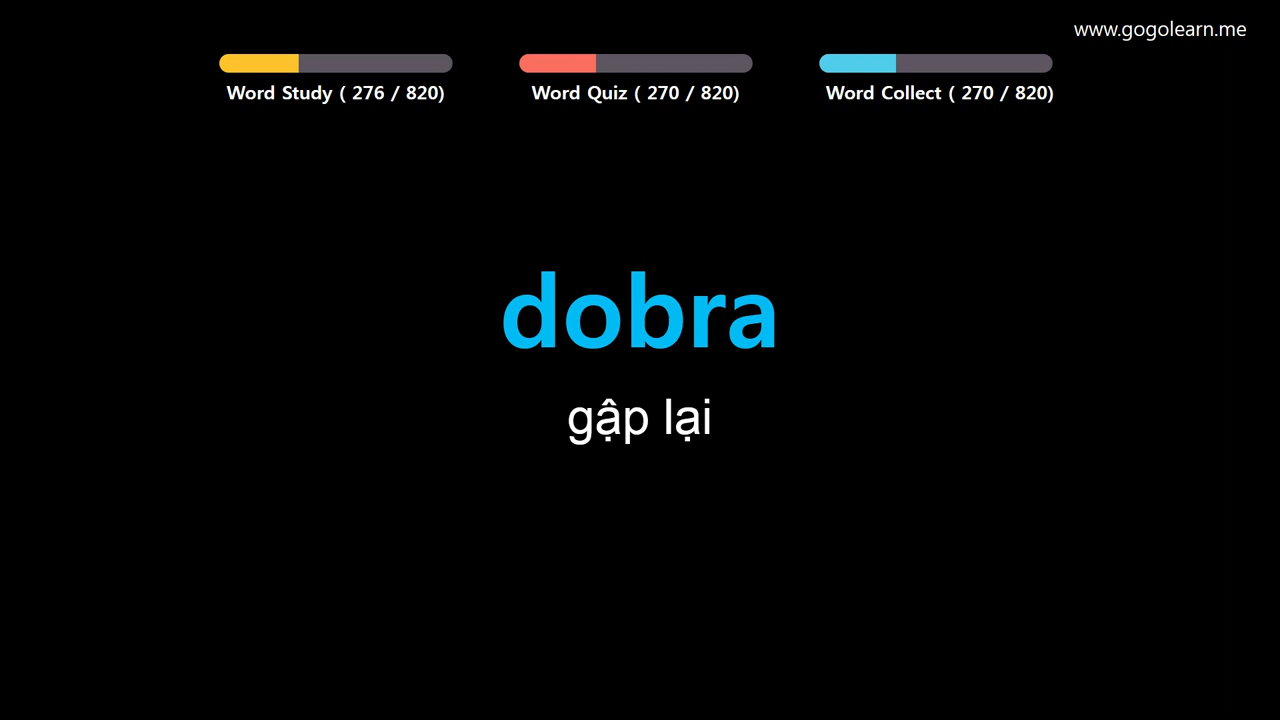 www.gogolearn.me
Word Study ( 276 / 820)
Word Quiz ( 270 / 820)
Word Collect ( 270 / 820)
dobra
gập lại